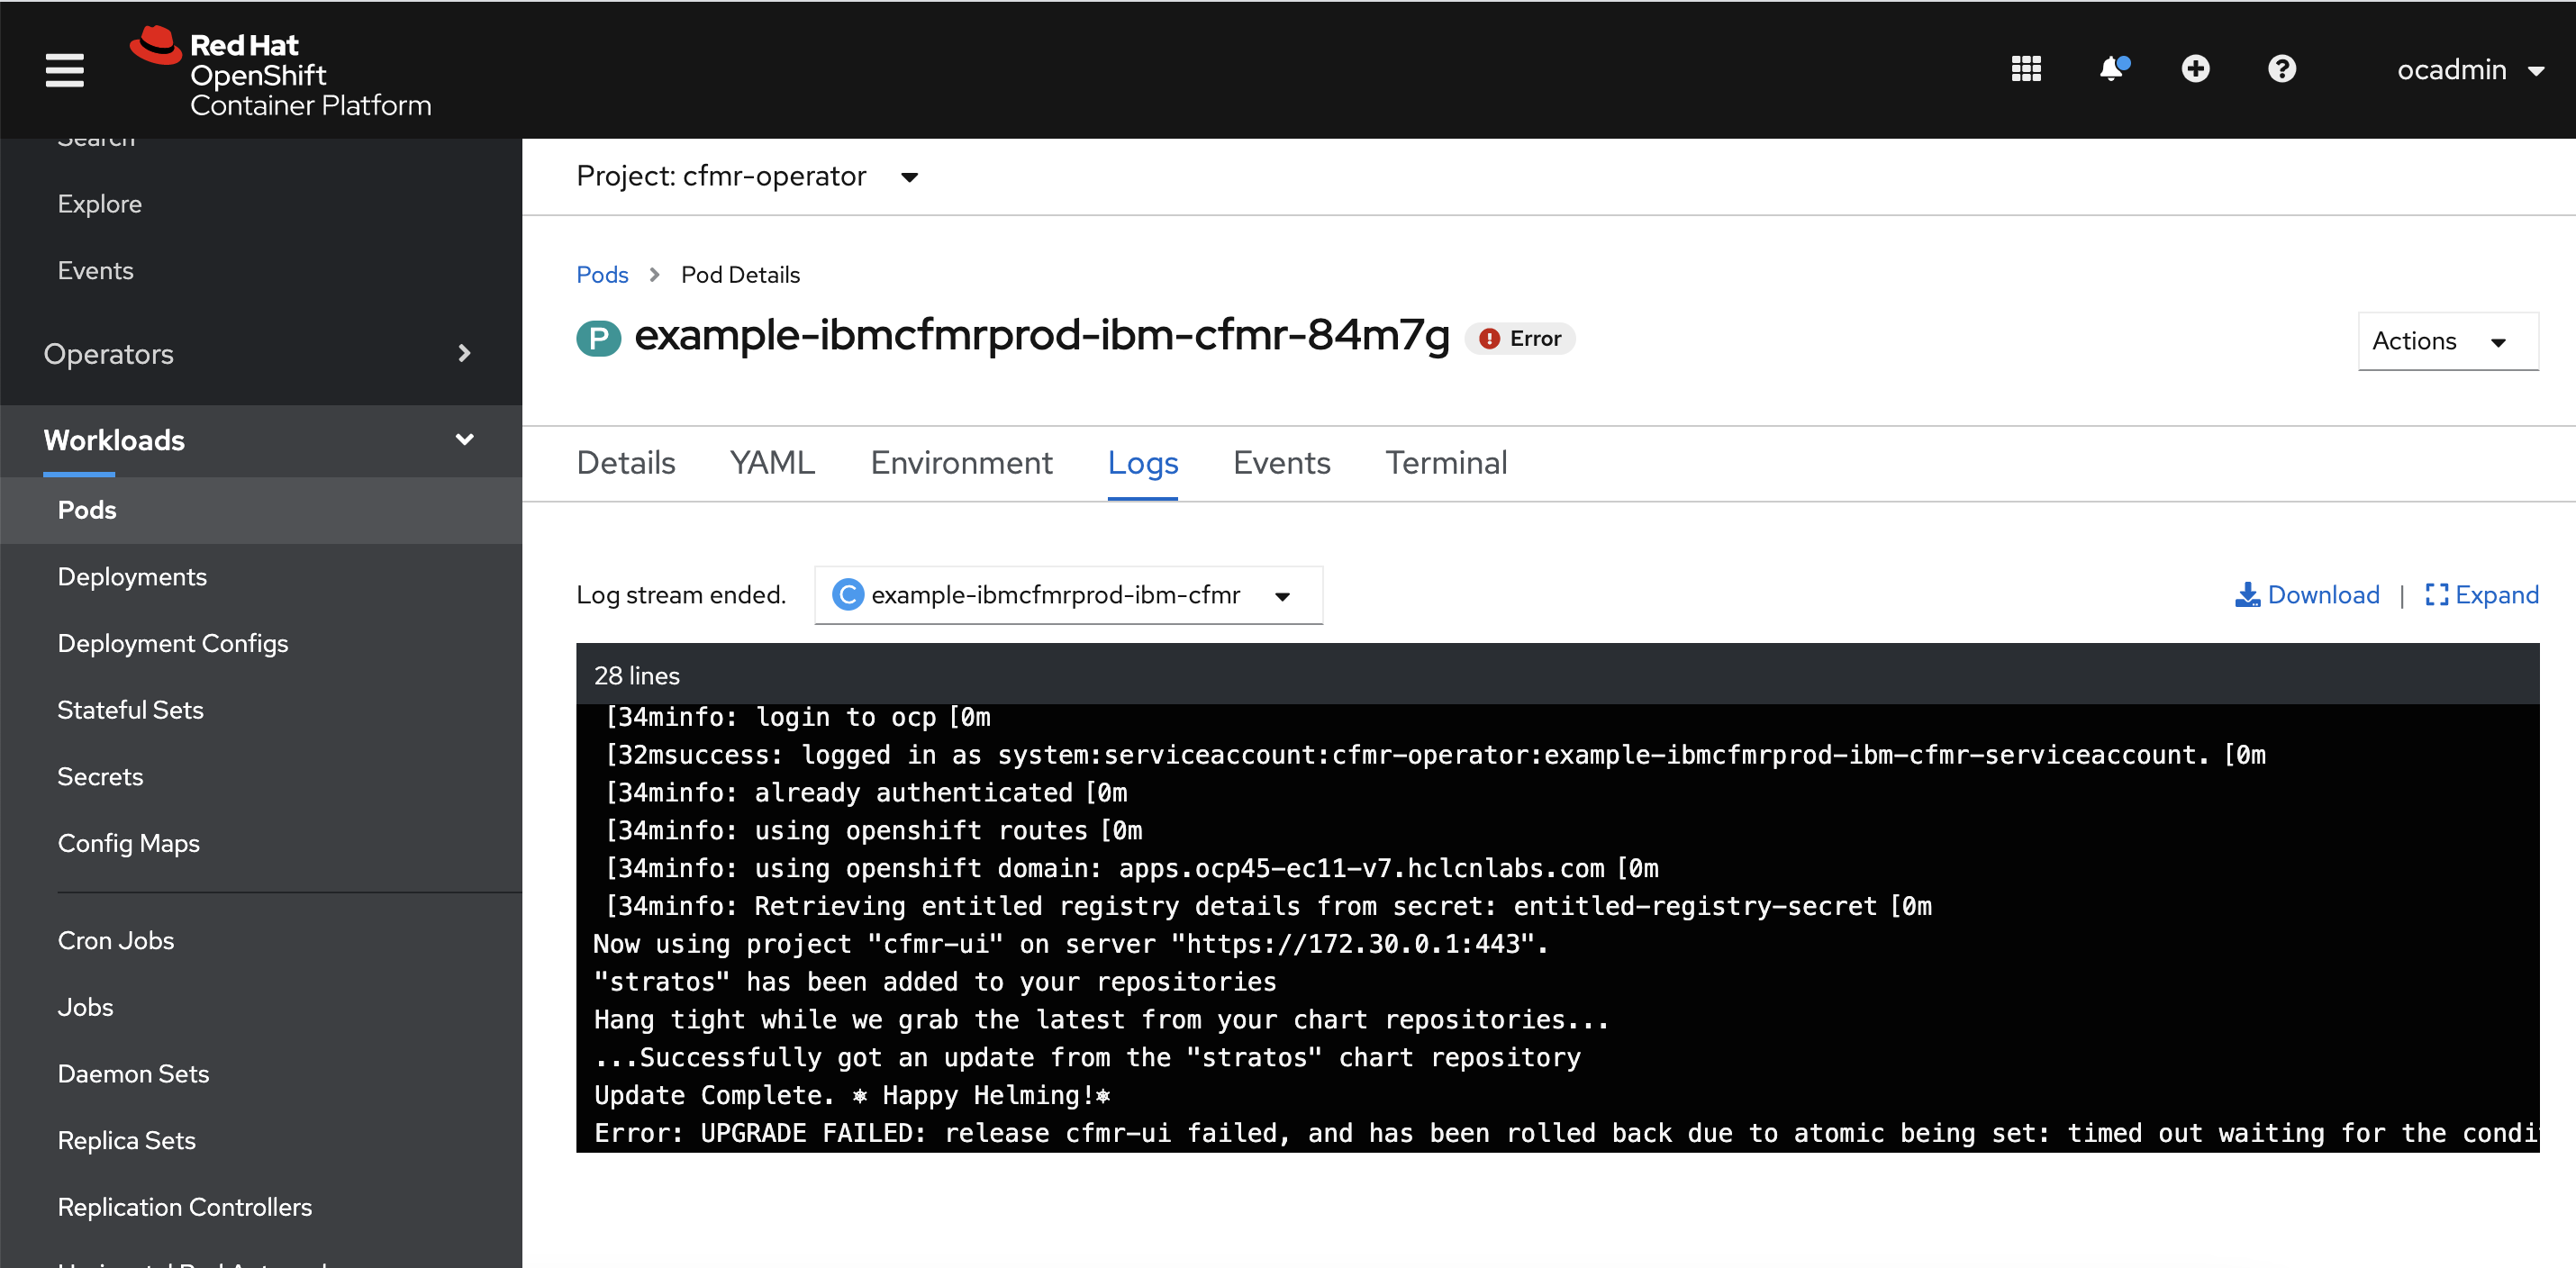 Red Hat
OpenShift
Container Platform
ocadmin
Search
Explore
Events
Operators
Workloads
Pods
Deployments
Deployment Configs
Stateful Sets
Secrets
Config Maps
Cron Jobs
Jobs
Daemon Sets
Replica Sets
Replication Controllers
Project: cfmr-operator
Pods > Pod Details
P example-ibmcfmrprod-ibm-cfmr-84m7g Error
Actions
Details YAML Environment Logs Events Terminal
Log stream ended. C example-ibmcfmrprod-ibm-cfmr Download | Expand
28 lines
[34minfo: login to ocp [0m
[32msuccess: logged in as system:serviceaccount:cfmr-operator:example-ibmcfmrprod-ibm-cfmr-serviceaccount. [0m
[34minfo: already authenticated [0m
[34minfo: using openshift routes [0m
[34minfo: using openshift domain: apps.ocp45-ec11-v7.hclcnlabs.com [0m
[34minfo: Retrieving entitled registry details from secret: entitled-registry-secret [0m
Now using project "cfmr-ui" on server "https://172.30.0.1:443".
"stratos" has been added to your repositories
Hang tight while we grab the latest from your chart repositories...
...Successfully got an update from the "stratos" chart repository
Update Complete. ⎈ Happy Helming!⎈
Error: UPGRADE FAILED: release cfmr-ui failed, and has been rolled back due to atomic being set: timed out waiting for the condi